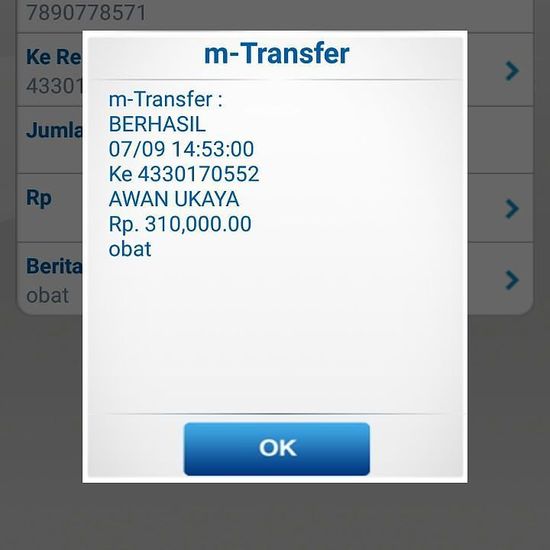 7890778571
Ke Re
43301
Jumla
Rp
Berita
obat
m-Transfer
m-Transfer :
BERHASIL
07/09 14:53:00
Ke 4330170552
AWAN UKAYA
Rp. 310,000.00
obat
OK